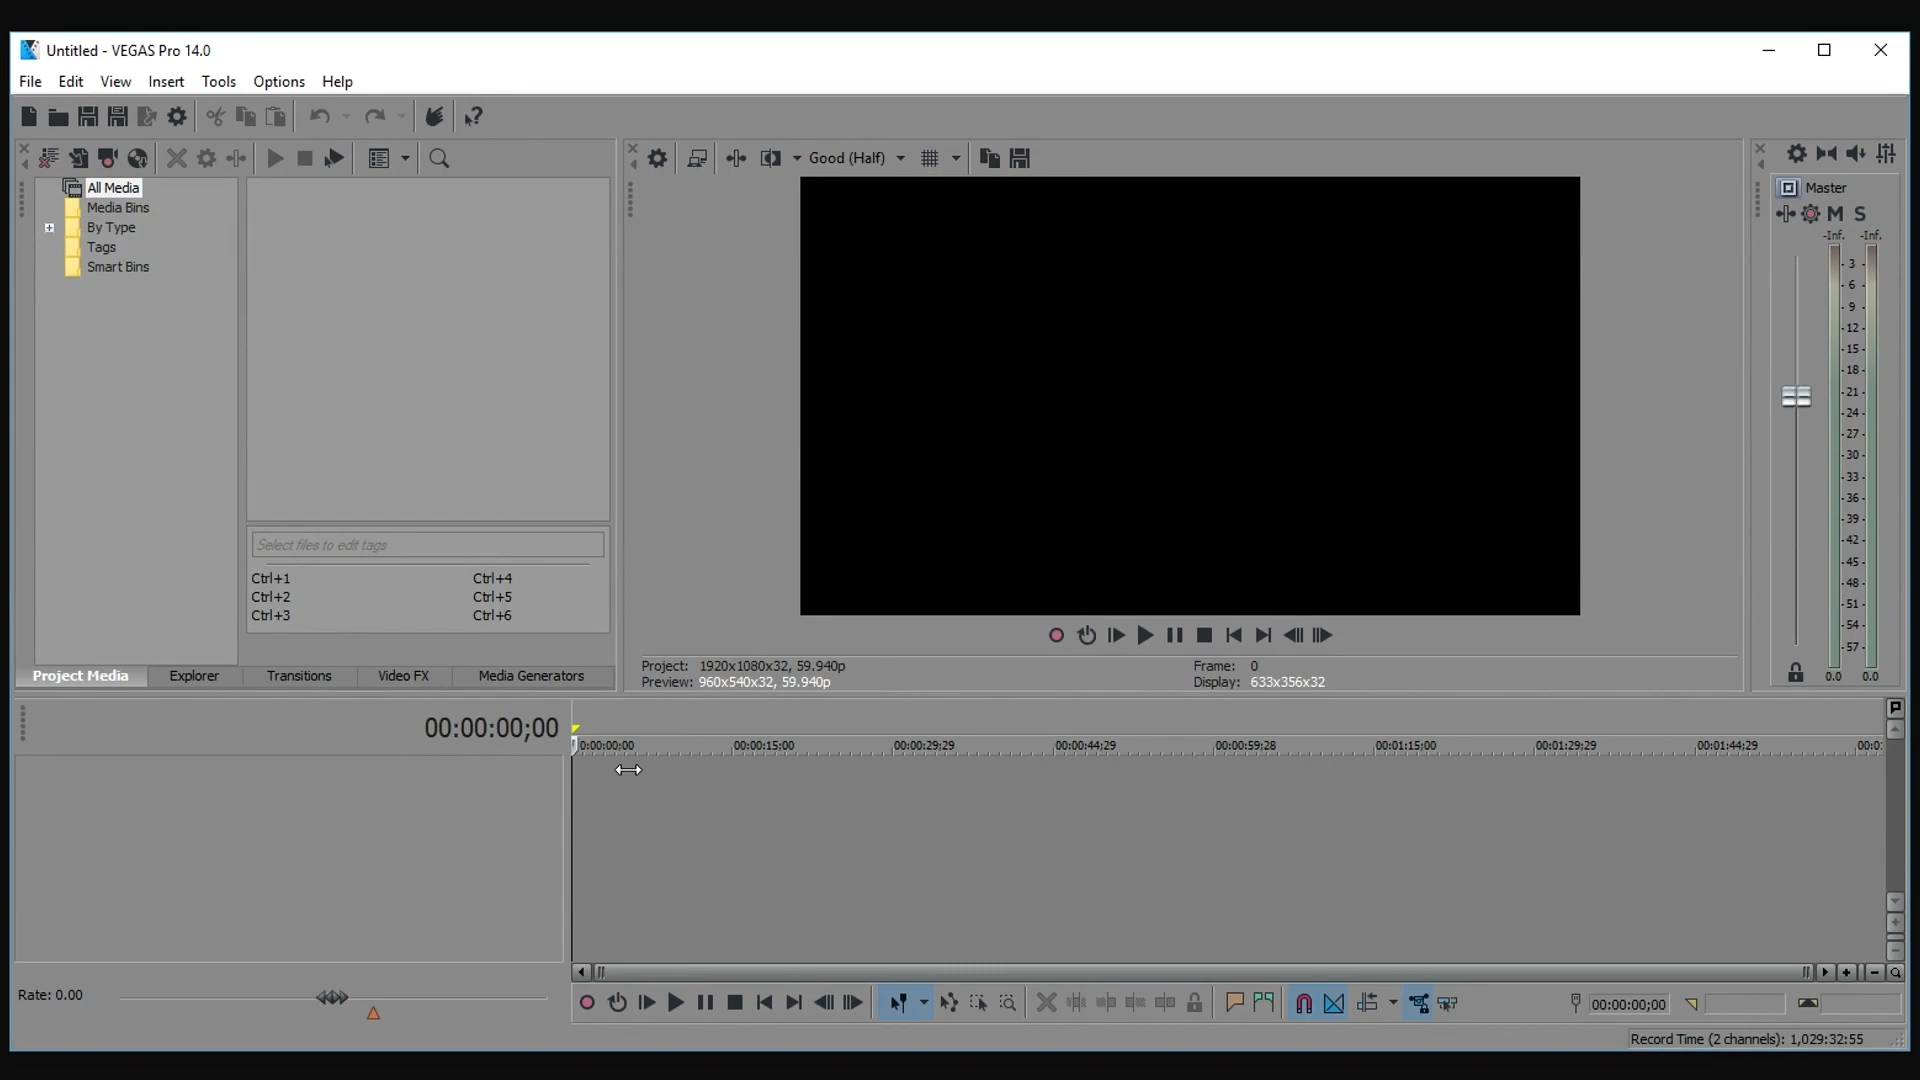 Untitled - VEGAS Pro 14.0
File Edit View Insert Tools Options Help
Good (Half)
All Media
Media Bins
By Type
Tags
Smart Bins
Select files to edit tags
Ctrl+1 Ctrl+4
Ctrl+2 Ctrl+5
Ctrl+3 Ctrl+6
Project Media Explorer Transitions Video FX Media Generators
Project: 1920x1080x32, 59.940p Frame: 0
Preview: 960x540x32, 59.940p Display: 633x356x32
Master
M S
-Inf. -Inf.
- 3 -
- 6 -
- 9 -
-12-
-15-
-18-
-21-
-24-
-27-
-30-
-33-
-36-
-39-
-42-
-45-
-48-
-51-
-54-
-57-
0.0 0.0
00:00:00;00
0:00:00;00 00:00:15;00 00:00:29;29 00:00:44;29 00:00:59;28 00:01:15;00 00:01:29;29 00:01:44;29 00:0
Rate: 0.00
00:00:00;00
Record Time (2 channels): 1,029:32:55